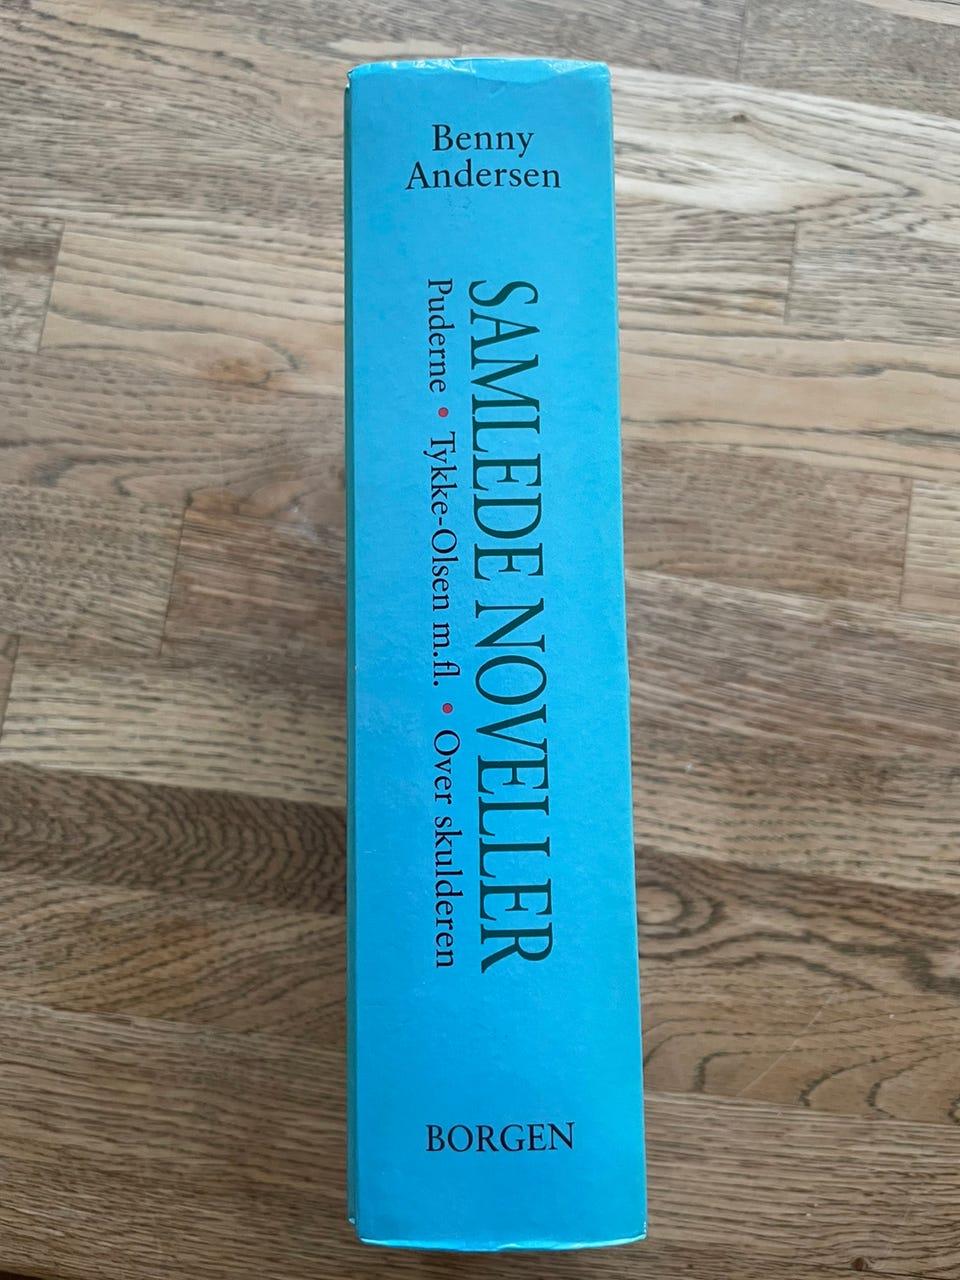 Benny
Andersen
SAMLEDE NOVELLER
Puderne • Tykke-Olsen m.fl. • Over skulderen
BORGEN